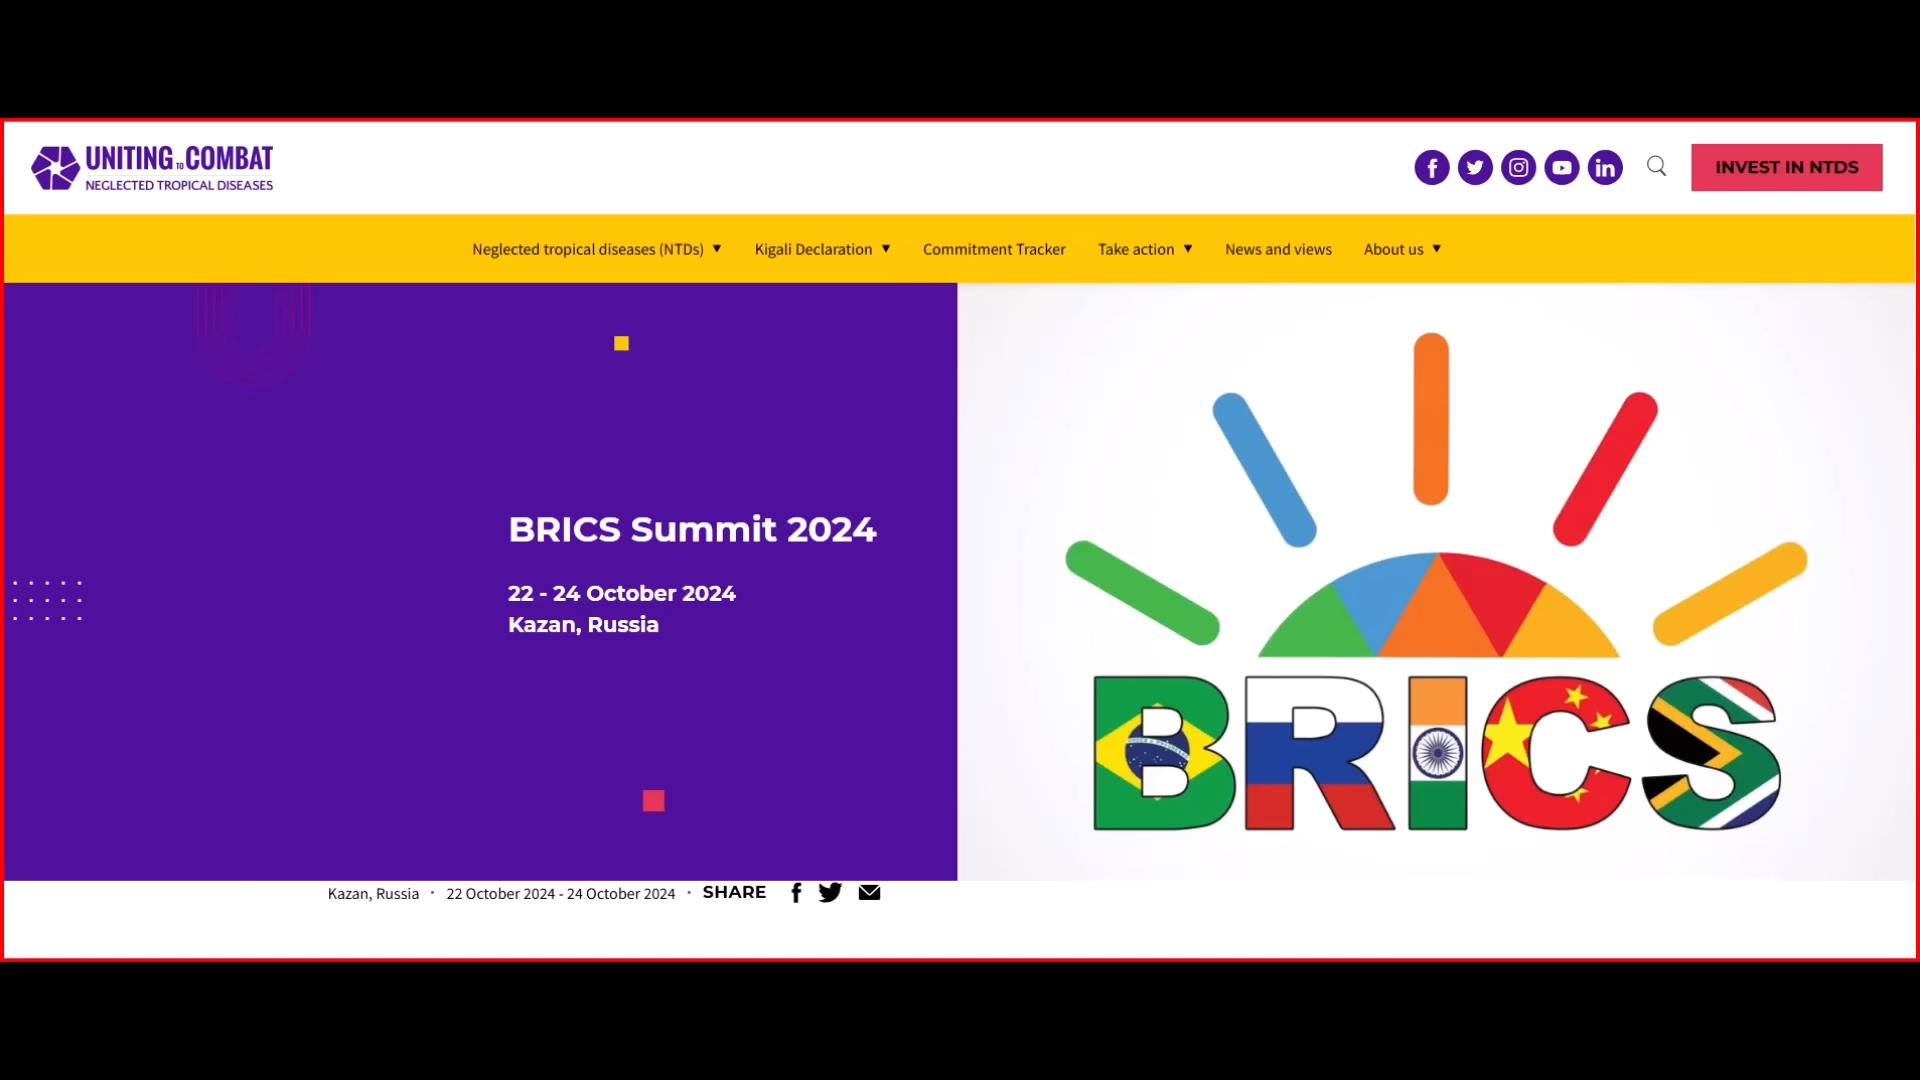 UNITING TO COMBAT
NEGLECTED TROPICAL DISEASES
INVEST IN NTDS
Neglected tropical diseases (NTDs) ▼ Kigali Declaration ▼ Commitment Tracker Take action ▼ News and views About us ▼
BRICS Summit 2024
22 - 24 October 2024
Kazan, Russia
BRICS
Kazan, Russia · 22 October 2024 - 24 October 2024 · SHARE